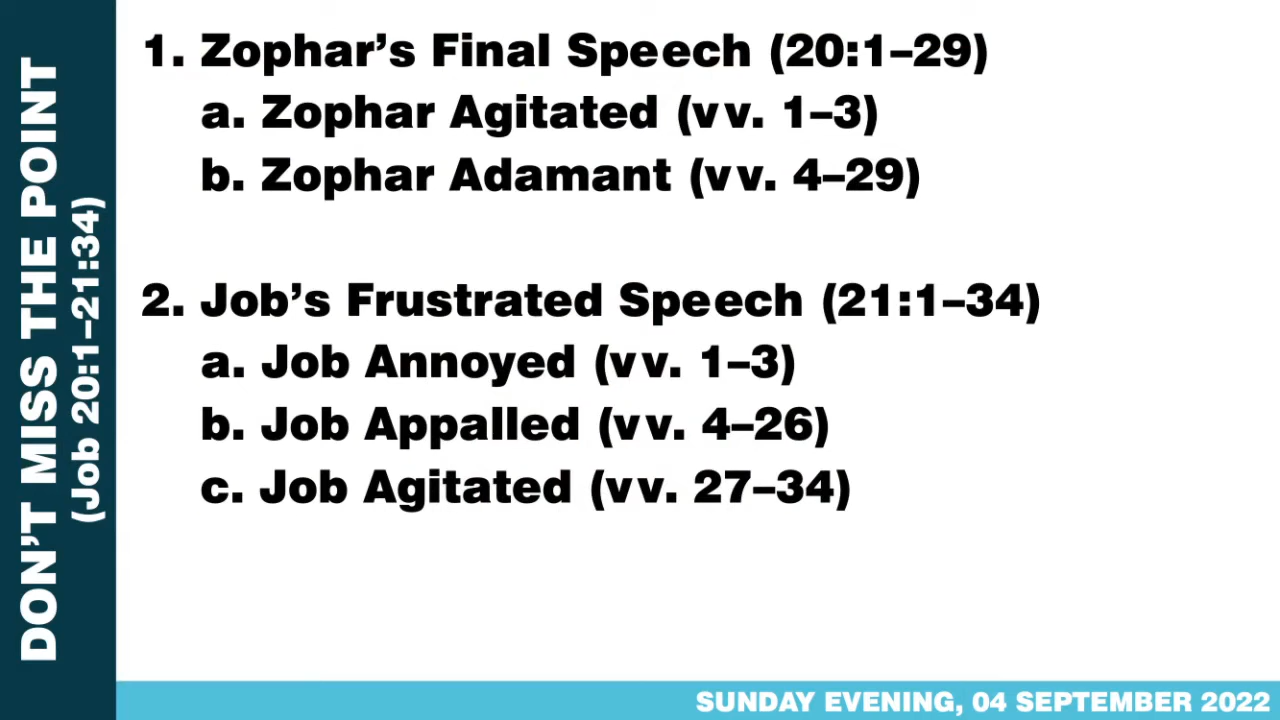 DON’T MISS THE POINT
(Job 20:1–21:34)
1. Zophar’s Final Speech (20:1–29)
a. Zophar Agitated (vv. 1–3)
b. Zophar Adamant (vv. 4–29)
2. Job’s Frustrated Speech (21:1–34)
a. Job Annoyed (vv. 1–3)
b. Job Appalled (vv. 4–26)
c. Job Agitated (vv. 27–34)
SUNDAY EVENING, 04 SEPTEMBER 2022